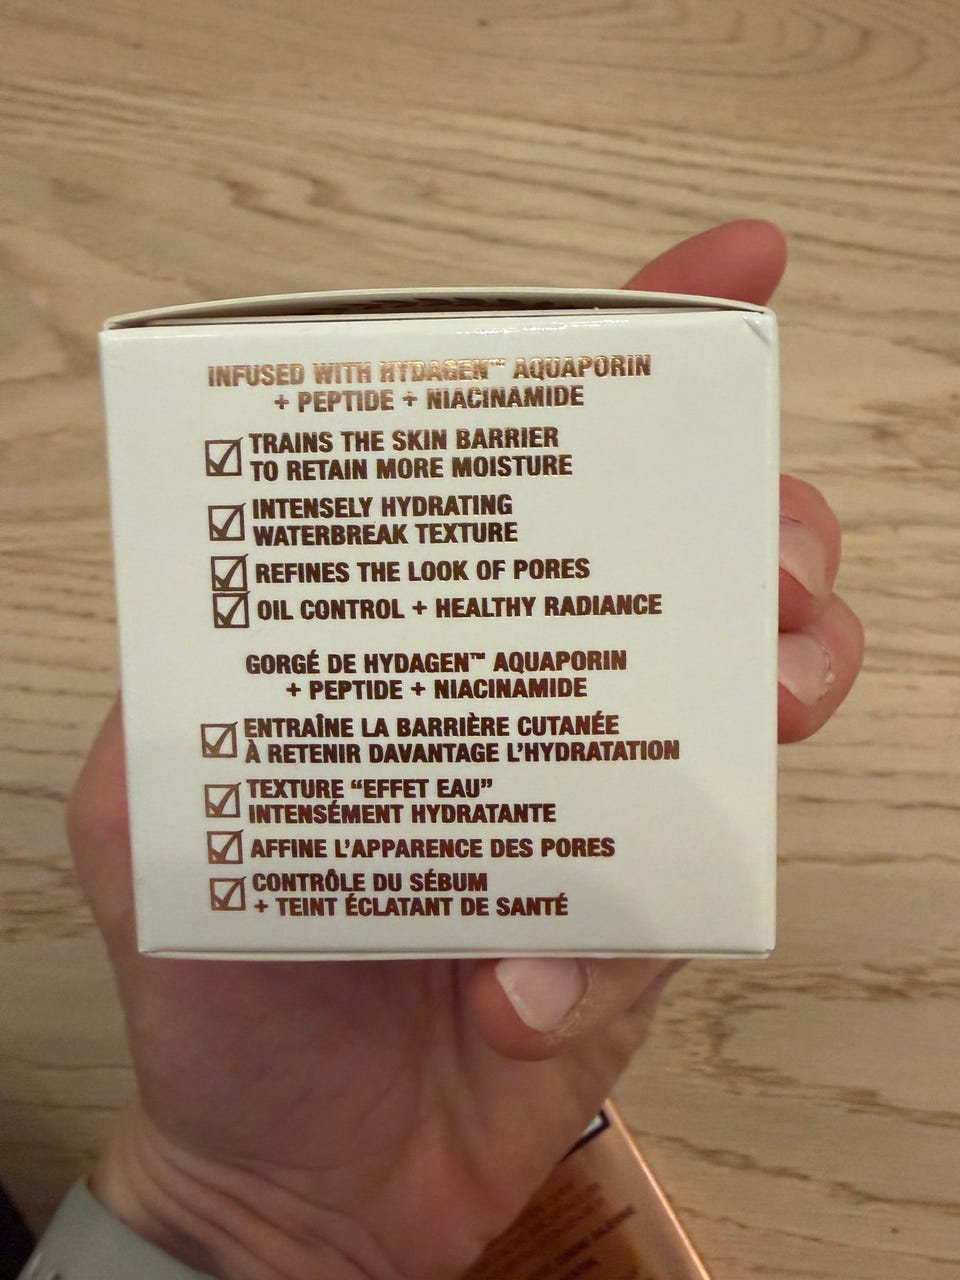 INFUSED WITH HYDAGEN™ AQUAPORIN
+ PEPTIDE + NIACINAMIDE
TRAINS THE SKIN BARRIER
TO RETAIN MORE MOISTURE
INTENSELY HYDRATING
WATERBREAK TEXTURE
REFINES THE LOOK OF PORES
OIL CONTROL + HEALTHY RADIANCE
GORGÉ DE HYDAGEN™ AQUAPORIN
+ PEPTIDE + NIACINAMIDE
ENTRAÎNE LA BARRIÈRE CUTANÉE
À RETENIR DAVANTAGE L'HYDRATATION
TEXTURE “EFFET EAU”
INTENSÉMENT HYDRATANTE
AFFINE L'APPARENCE DES PORES
CONTRÔLE DU SÉBUM
+ TEINT ÉCLATANT DE SANTÉ